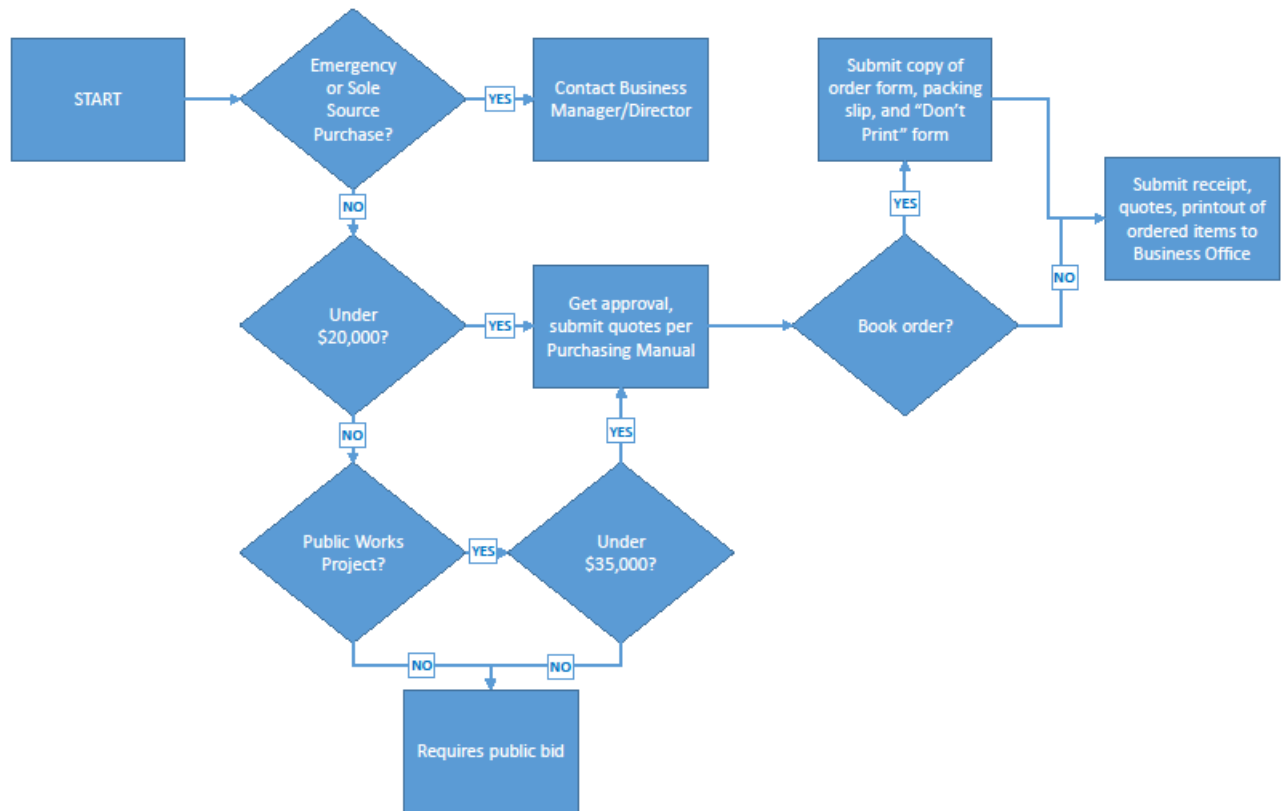 START
Emergency
or Sole
Source
Purchase?
YES
Contact Business
Manager/Director
NO
Under
$20,000?
YES
Get approval,
submit quotes per
Purchasing Manual
NO
Public Works
Project?
YES
Under
$35,000?
YES
NO
NO
Requires public bid
Book order?
YES
Submit copy of
order form, packing
slip, and “Don’t
Print” form
NO
Submit receipt,
quotes, printout of
ordered items to
Business Office